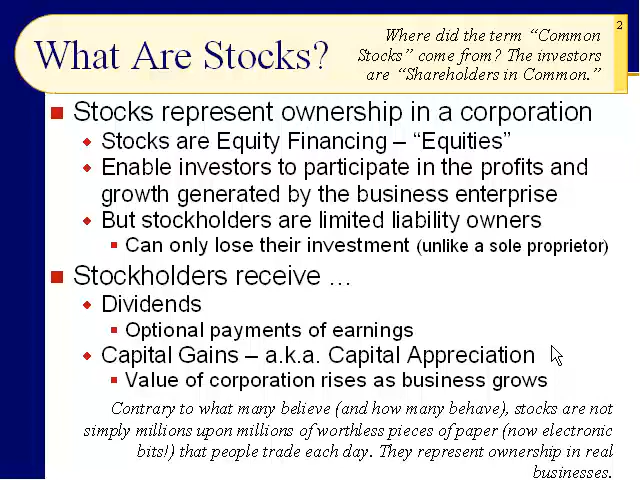 What Are Stocks?
Where did the term “Common
Stocks” come from? The investors
are “Shareholders in Common.”
2
Stocks represent ownership in a corporation
Stocks are Equity Financing – “Equities”
Enable investors to participate in the profits and
growth generated by the business enterprise
But stockholders are limited liability owners
Can only lose their investment (unlike a sole proprietor)
Stockholders receive ...
Dividends
Optional payments of earnings
Capital Gains – a.k.a. Capital Appreciation
Value of corporation rises as business grows
Contrary to what many believe (and how many behave), stocks are not
simply millions upon millions of worthless pieces of paper (now electronic
bits!) that people trade each day. They represent ownership in real
businesses.